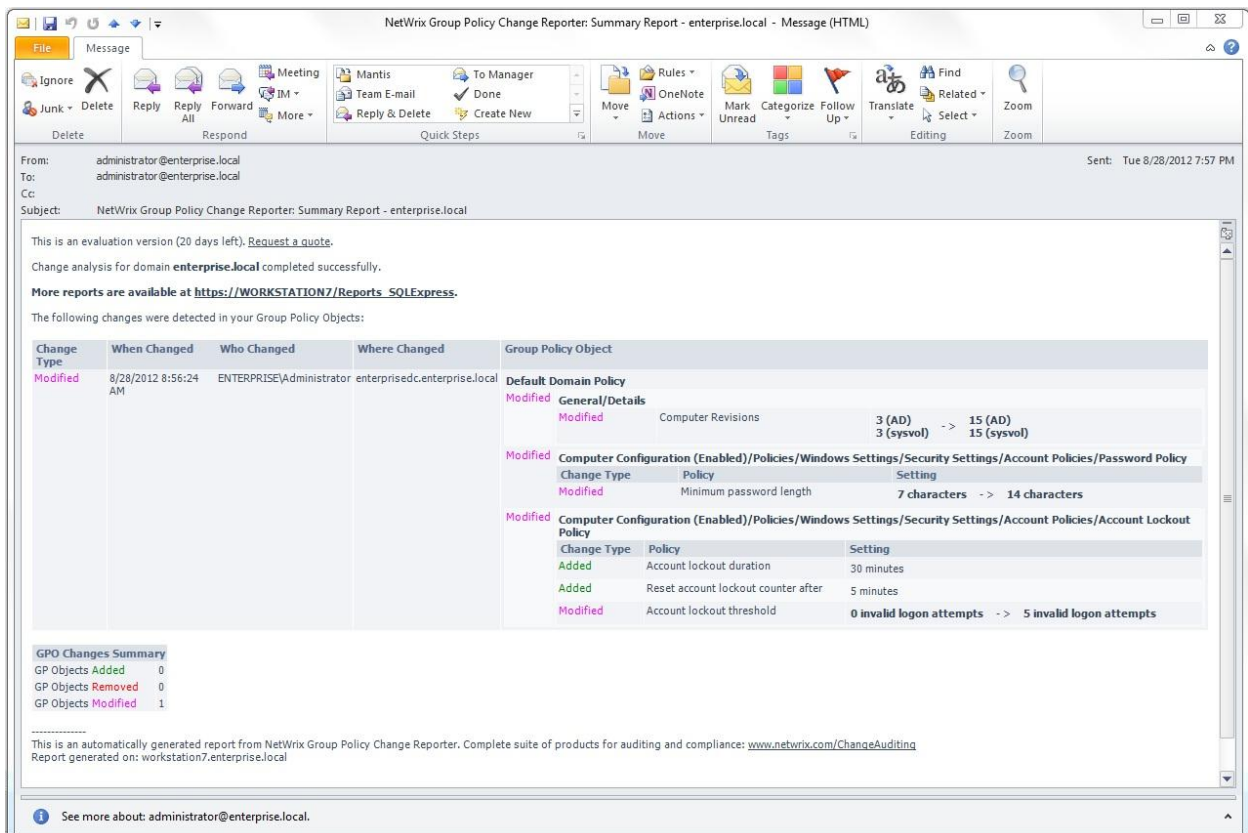 NetWrix Group Policy Change Reporter: Summary Report - enterprise.local - Message (HTML)
File Message
Ignore
Junk
Delete
Reply
Reply All
Forward
Meeting
IM
More
Mantis
Team E-mail
Reply & Delete
To Manager
Done
Create New
Move
Rules
OneNote
Actions
Mark Unread
Categorize
Follow Up
Translate
Find
Related
Select
Zoom
Delete Respond Quick Steps Move Tags Editing Zoom
From: administrator@enterprise.local Sent: Tue 8/28/2012 7:57 PM
To: administrator@enterprise.local
Cc:
Subject: NetWrix Group Policy Change Reporter: Summary Report - enterprise.local
This is an evaluation version (20 days left). Request a quote.
Change analysis for domain enterprise.local completed successfully.
More reports are available at https://WORKSTATION7/Reports_SQLExpress.
The following changes were detected in your Group Policy Objects:
Change Type When Changed Who Changed Where Changed Group Policy Object
Modified 8/28/2012 8:56:24 AM ENTERPRISE\Administrator enterprisedc.enterprise.local Default Domain Policy
Modified General/Details
Modified Computer Revisions 3 (AD) -> 15 (AD)
3 (sysvol) 15 (sysvol)
Modified Computer Configuration (Enabled)/Policies/Windows Settings/Security Settings/Account Policies/Password Policy
Change Type Policy Setting
Modified Minimum password length 7 characters -> 14 characters
Modified Computer Configuration (Enabled)/Policies/Windows Settings/Security Settings/Account Policies/Account Lockout
Policy
Change Type Policy Setting
Added Account lockout duration 30 minutes
Added Reset account lockout counter after 5 minutes
Modified Account lockout threshold 0 invalid logon attempts -> 5 invalid logon attempts
GPO Changes Summary
GP Objects Added 0
GP Objects Removed 0
GP Objects Modified 1
--------------
This is an automatically generated report from NetWrix Group Policy Change Reporter. Complete suite of products for auditing and compliance: www.netwrix.com/ChangeAuditing
Report generated on: workstation7.enterprise.local
See more about: administrator@enterprise.local.